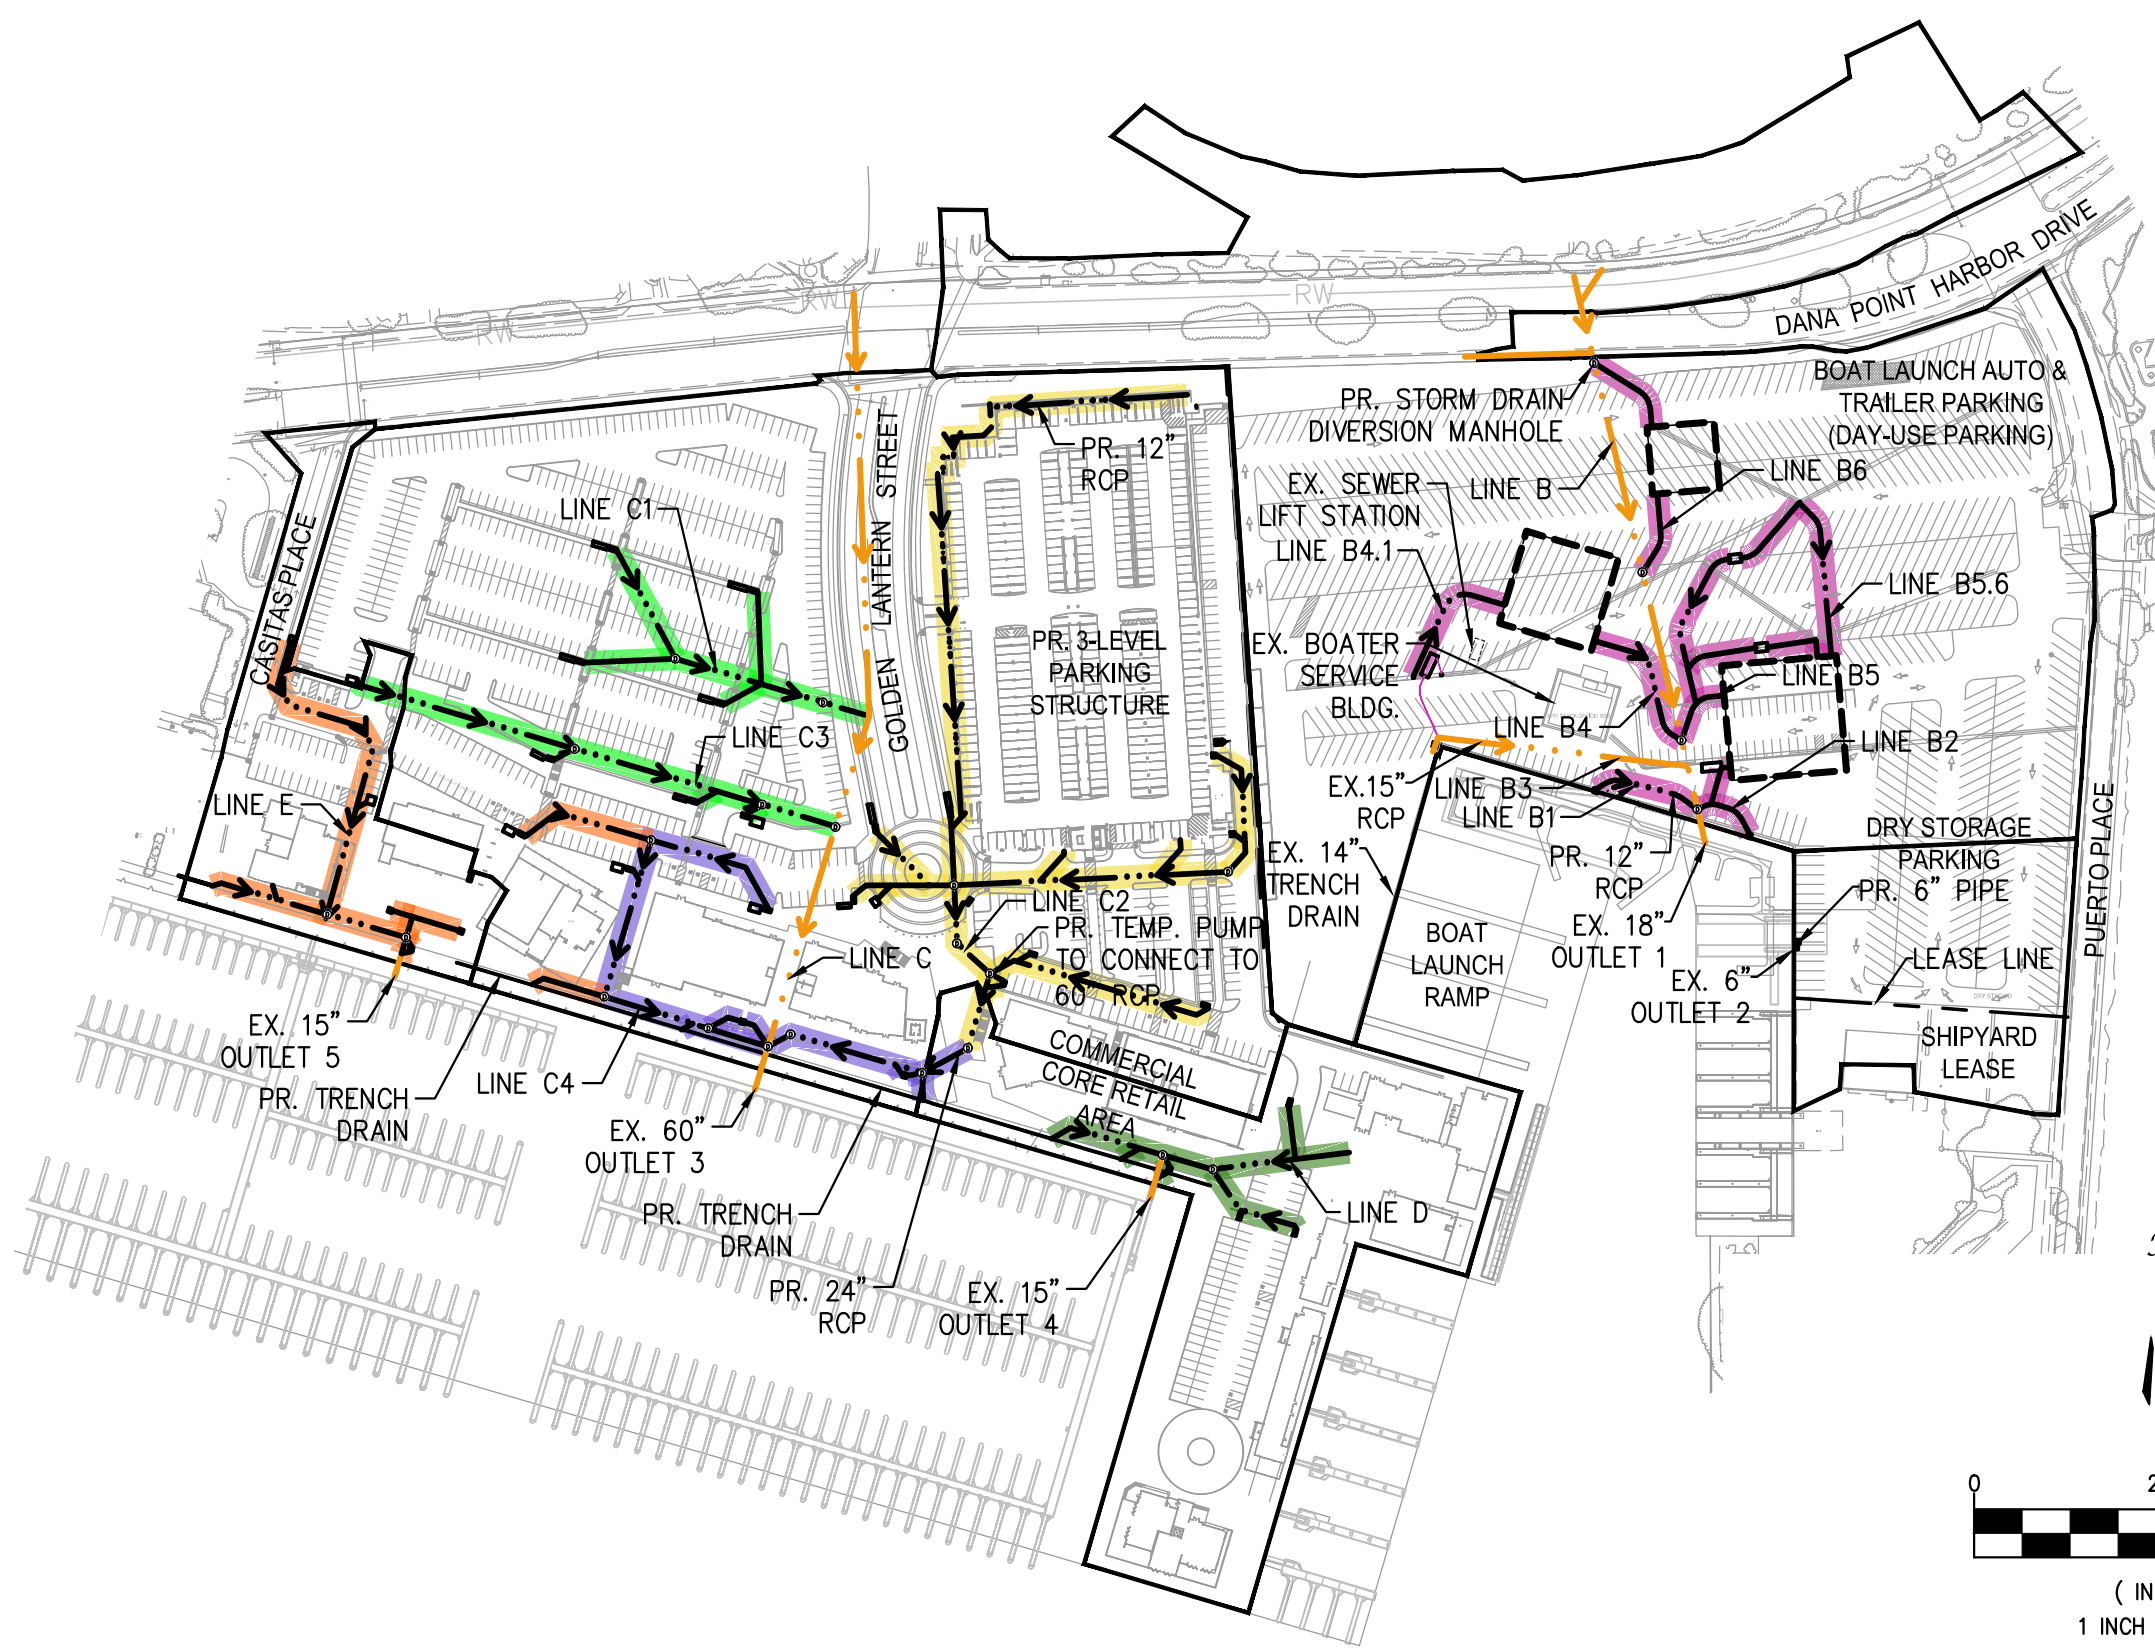 RW
RW
RW
DANA POINT HARBOR DRIVE
BOAT LAUNCH AUTO &
TRAILER PARKING
(DAY-USE PARKING)
PR. STORM DRAIN
DIVERSION MANHOLE
PR. 12"
RCP
LINE B
LINE B6
EX. SEWER
LIFT STATION
LINE B4.1
LINE C1
GOLDEN LANTERN STREET
CASITAS PLACE
LINE B5.6
PR. 3-LEVEL
PARKING
STRUCTURE
EX. BOATER
SERVICE
BLDG.
LINE B5
LINE B4
LINE C3
LINE B2
EX.15"
RCP
LINE B3
LINE B1
LINE E
PUERTO PLACE
DRY STORAGE
PARKING
PR. 12"
RCP
EX. 14"
TRENCH
DRAIN
PR. 6" PIPE
LINE C2
PR. TEMP. PUMP
TO CONNECT TO
60" RCP
EX. 18"
OUTLET 1
BOAT
LAUNCH
RAMP
LINE C
LEASE LINE
EX. 6"
OUTLET 2
DRY STORAGE
SHIPYARD
LEASE
EX. 15"
OUTLET 5
COMMERCIAL
CORE RETAIL
AREA
LINE C4
PR. TRENCH
DRAIN
EX. 60"
OUTLET 3
PR. TRENCH
DRAIN
LINE D
PR. 24"
RCP
EX. 15"
OUTLET 4
0
2
( IN
1 INCH